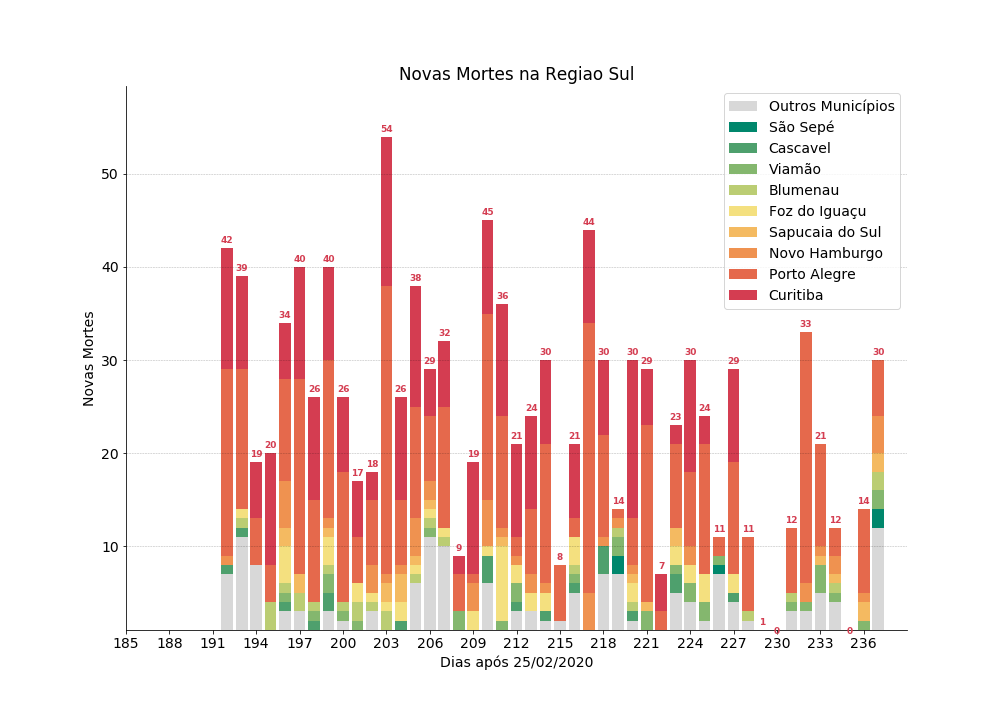 Novas Mortes na Regiao Sul
Outros Municípios
São Sepé
Cascavel
Viamão
Blumenau
Foz do Iguaçu
Sapucaia do Sul
Novo Hamburgo
Porto Alegre
Curitiba
Novas Mortes
50
40
30
20
10
42 39 19 20 34 40 26 40 26 17 18 54 26 38 29 32 9 19 45 36 21 24 30 8 21 44 30 14 30 29 7 23 30 24 11 29 11 1 0 12 33 21 12 0 14 30
185 188 191 194 197 200 203 206 209 212 215 218 221 224 227 230 233 236
Dias após 25/02/2020